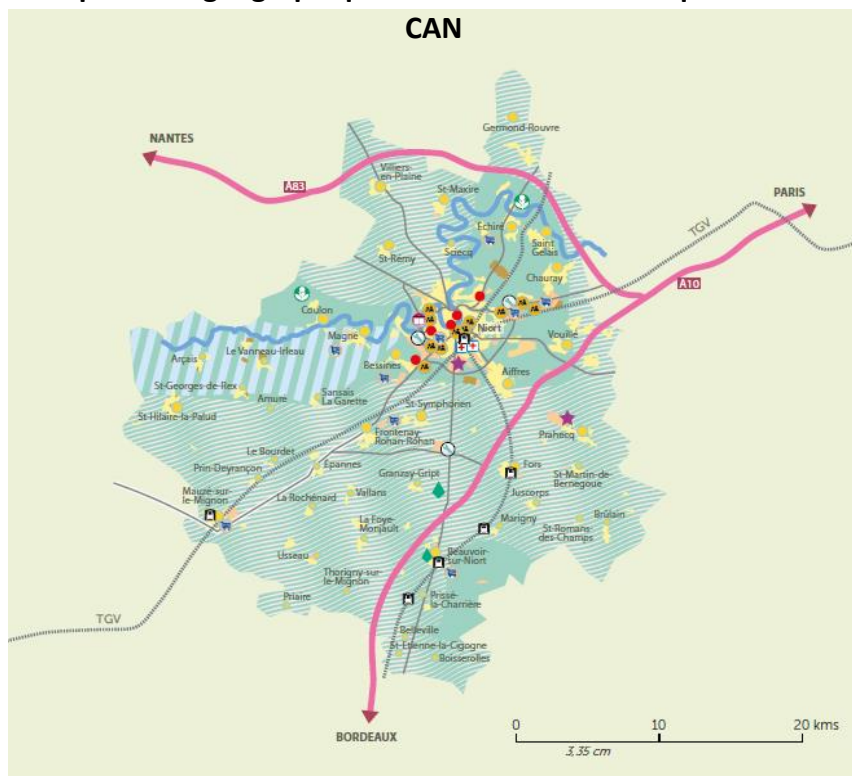 CAN
Germond-Rouvre
NANTES
A83
Villiers-
en-Plaine
St-Maxire
PARIS
TGV
Echiré
Saint
Gelais
St-Rémy
Sciecq
Chauray
A10
Coulon
Magné
Niort
Vouillé
Arçais
Le Vanneau-Irleau
Bessines
Aiffres
St-Georges-de-Rex
Amuré
Sansais
La Garette
St-Symphorien
St-Hilaire-la-Palud
Frontenay-
Rohan-Rohan
Prahecq
Le Bourdet
Prin-Deyrançon
Epannes
Granzay-Gript
Fors
St-Martin-de-
Bernegoue
Mauzé-sur-
le-Mignon
La Rochénard
Vallans
Juscorps
La Foye-
Monjault
Marigny
St-Romans
des-Champs
Brûlain
Usseau
Beauvoir
-sur-Niort
Thorigny-sur-
le-Mignon
Priaire
Prissé-
la-Charrière
TGV
Belleville
St-Etienne-la-Cigogne
Boisserolles
BORDEAUX
0 10 20 kms
3,35 cm